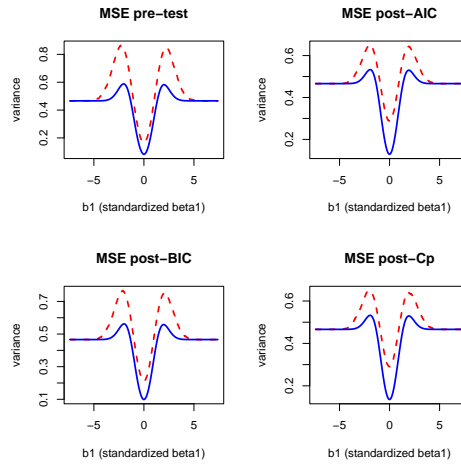 MSE pre−test
variance
0.2 0.4 0.6 0.8
−5 0 5
b1 (standardized beta1)
MSE post−AIC
variance
0.2 0.4 0.6
−5 0 5
b1 (standardized beta1)
MSE post−BIC
variance
0.1 0.3 0.5 0.7
−5 0 5
b1 (standardized beta1)
MSE post−Cp
variance
0.2 0.4 0.6
−5 0 5
b1 (standardized beta1)